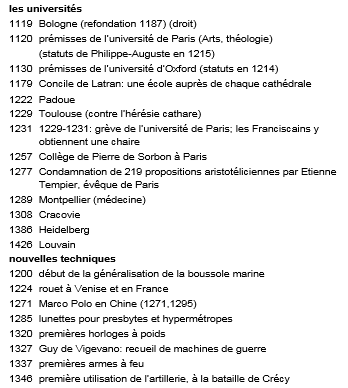 les universités
1119 Bologne (refondation 1187) (droit)
1120 prémisses de l'université de Paris (Arts, théologie)
(statuts de Philippe-Auguste en 1215)
1130 prémisses de l'université d'Oxford (statuts en 1214)
1179 Concile de Latran: une école auprès de chaque cathédrale
1222 Padoue
1229 Toulouse (contre l'hérésie cathare)
1231 1229-1231: grève de l'université de Paris; les Franciscains y
obtiennent une chaire
1257 Collège de Pierre de Sorbon à Paris
1277 Condamnation de 219 propositions aristotéliciennes par Etienne
Tempier, évêque de Paris
1289 Montpellier (médecine)
1308 Cracovie
1386 Heidelberg
1426 Louvain
nouvelles techniques
1200 début de la généralisation de la boussole marine
1224 rouet à Venise et en France
1271 Marco Polo en Chine (1271,1295)
1285 lunettes pour presbytes et hypermétropes
1320 premières horloges à poids
1327 Guy de Vigevano: recueil de machines de guerre
1337 premières armes à feu
1346 première utilisation de l'artillerie, à la bataille de Crécy